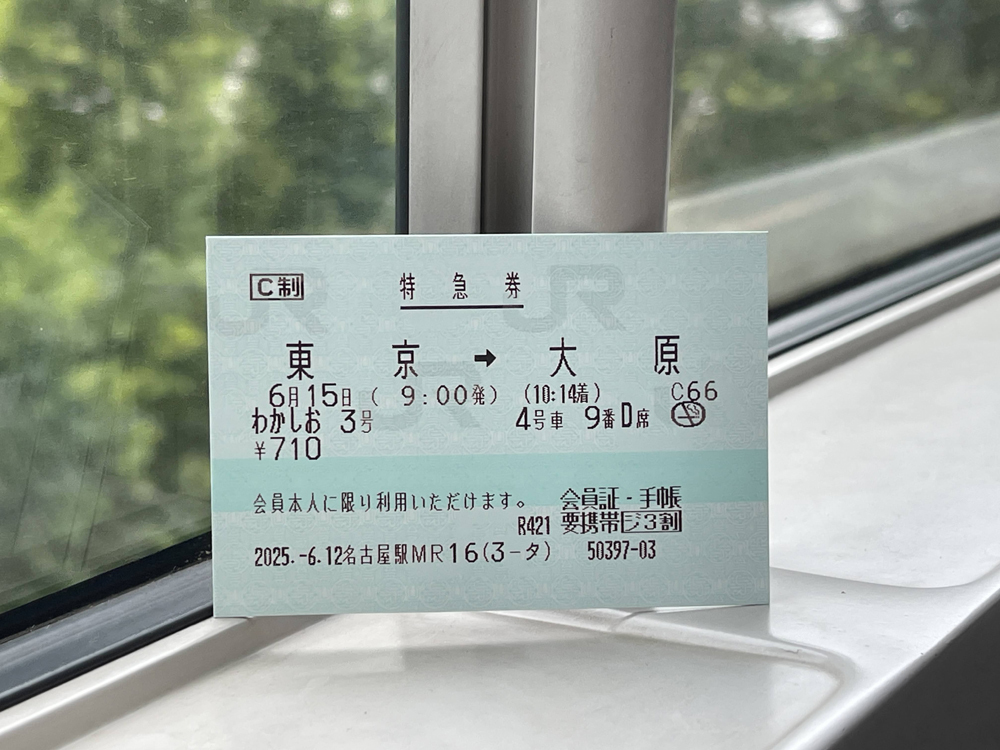 C制 特急券
東京 → 大原
6月15日 ( 9:00発) (10:14着) C66
わかしお 3号 4号車 9番D席
¥710
会員本人に限り利用いただけます。 会員証・手帳
R421 要携帯 ジ3割
2025.-6.12名古屋駅MR16(3-タ) 50397-03